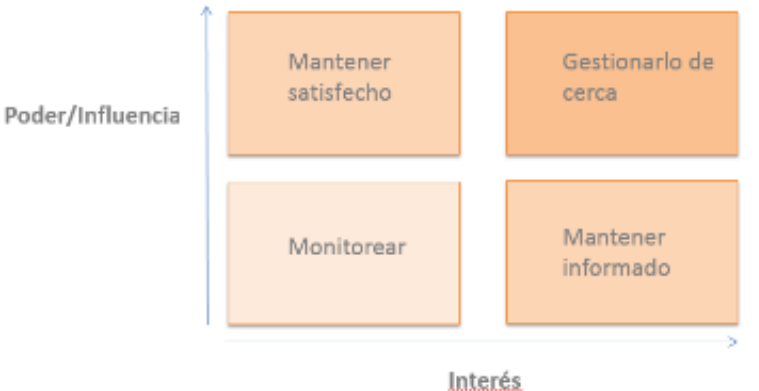 Mantener
satisfecho
Gestionarlo de
cerca
Poder/Influencia
Monitorear
Mantener
informado
Interés